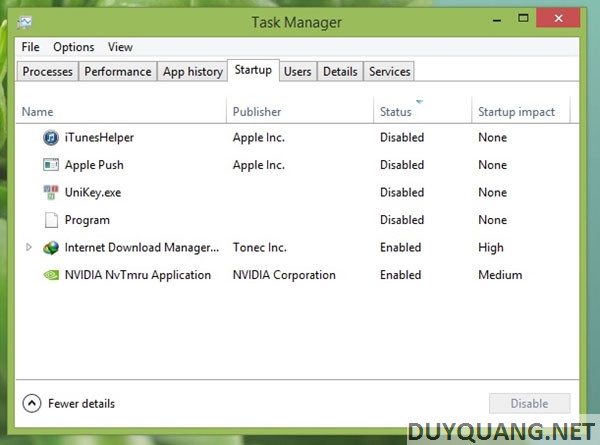 Task Manager
File Options View
Processes Performance App history Startup Users Details Services
Name Publisher Status Startup impact
iTunesHelper Apple Inc. Disabled None
Apple Push Apple Inc. Disabled None
UniKey.exe Disabled None
Program Disabled None
Internet Download Manager... Tonec Inc. Enabled High
NVIDIA NvTmru Application NVIDIA Corporation Enabled Medium
Fewer details Disable
DUYQUANG.NET